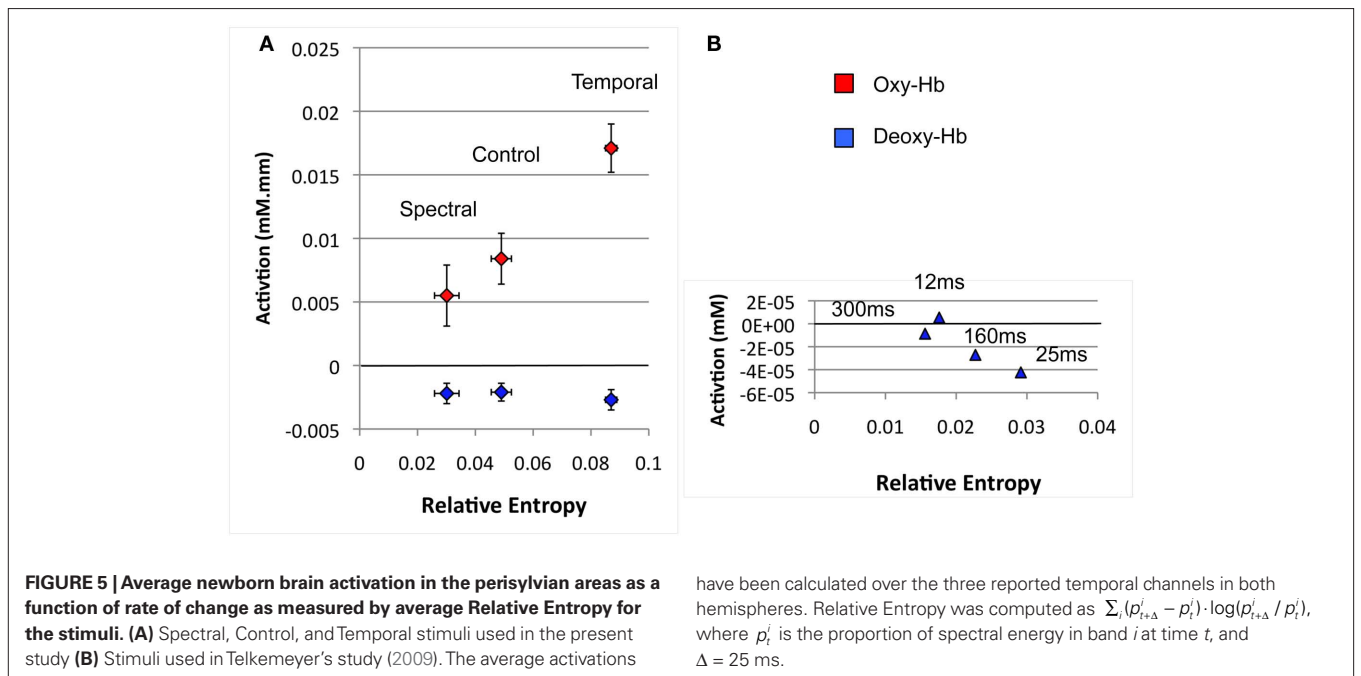 A
B
0.025
0.02
0.015
0.01
0.005
0
-0.005
Activtion (mM.mm)
Temporal
Control
Spectral
0 0.02 0.04 0.06 0.08 0.1
Relative Entropy
Oxy-Hb
Deoxy-Hb
12ms
300ms
160ms
25ms
2E-05
0E+00
-2E-05
-4E-05
-6E-05
Activtion (mM)
0 0.01 0.02 0.03 0.04
Relative Entropy
FIGURE 5 | Average newborn brain activation in the perisylvian areas as a
function of rate of change as measured by average Relative Entropy for
the stimuli. (A) Spectral, Control, and Temporal stimuli used in the present
study (B) Stimuli used in Telkemeyer's study (2009). The average activations
have been calculated over the three reported temporal channels in both
hemispheres. Relative Entropy was computed as ∑ᵢ(pⁱₜ₊Δ − pⁱₜ)·log(pⁱₜ₊Δ / pⁱₜ),
where pⁱₜ is the proportion of spectral energy in band i at time t, and
Δ = 25 ms.